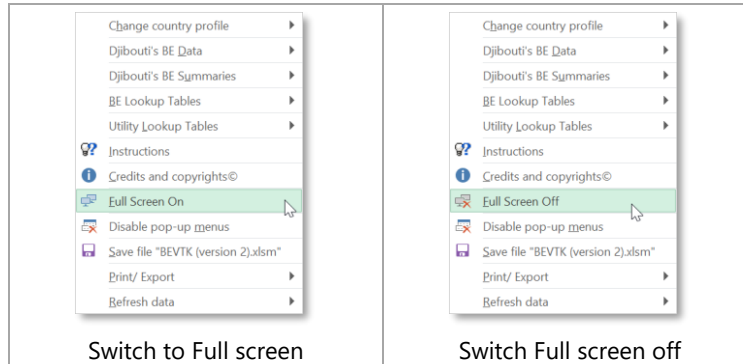 Change country profile
Djibouti's BE Data
Djibouti's BE Summaries
BE Lookup Tables
Utility Lookup Tables
Instructions
Credits and copyrights©
Full Screen On
Disable pop-up menus
Save file "BEVTK (version 2).xlsm"
Print/ Export
Refresh data
Switch to Full screen
Change country profile
Djibouti's BE Data
Djibouti's BE Summaries
BE Lookup Tables
Utility Lookup Tables
Instructions
Credits and copyrights©
Full Screen Off
Disable pop-up menus
Save file "BEVTK (version 2).xlsm"
Print/ Export
Refresh data
Switch Full screen off